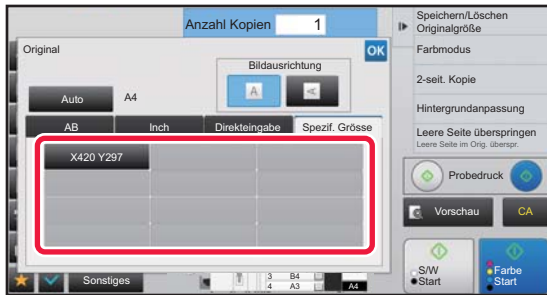 Anzahl Kopien 1
Speichern/Löschen
Originalgröße
Farbmodus
2-seit. Kopie
Hintergrundanpassung
Leere Seite überspringen
Leere Seite im Orig. überspr.
Probedruck
Vorschau
CA
S/W
Start
Farbe
Start
Original
OK
Bildausrichtung
A
A
Auto
A4
AB
Inch
Direkteingabe
Spezif. Grösse
X420 Y297
Sonstiges
3 B4
4 A3
A4